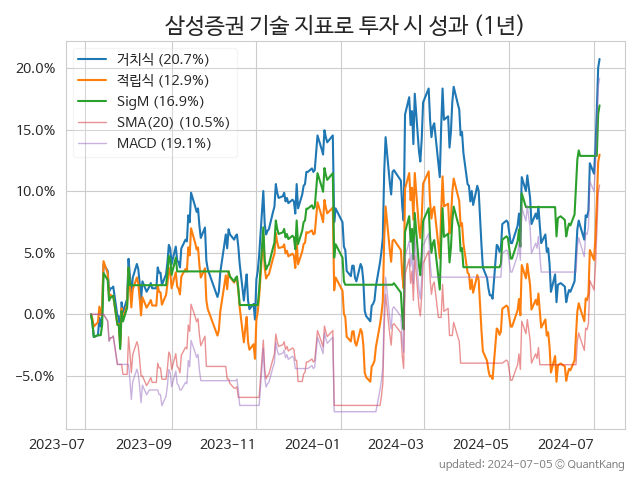 삼성증권 기술 지표로 투자 시 성과 (1년)
거치식 (20.7%)
적립식 (12.9%)
SigM (16.9%)
SMA(20) (10.5%)
MACD (19.1%)
20.0%
15.0%
10.0%
5.0%
0.0%
−5.0%
2023-07 2023-09 2023-11 2024-01 2024-03 2024-05 2024-07
updated: 2024-07-05 © QuantKang